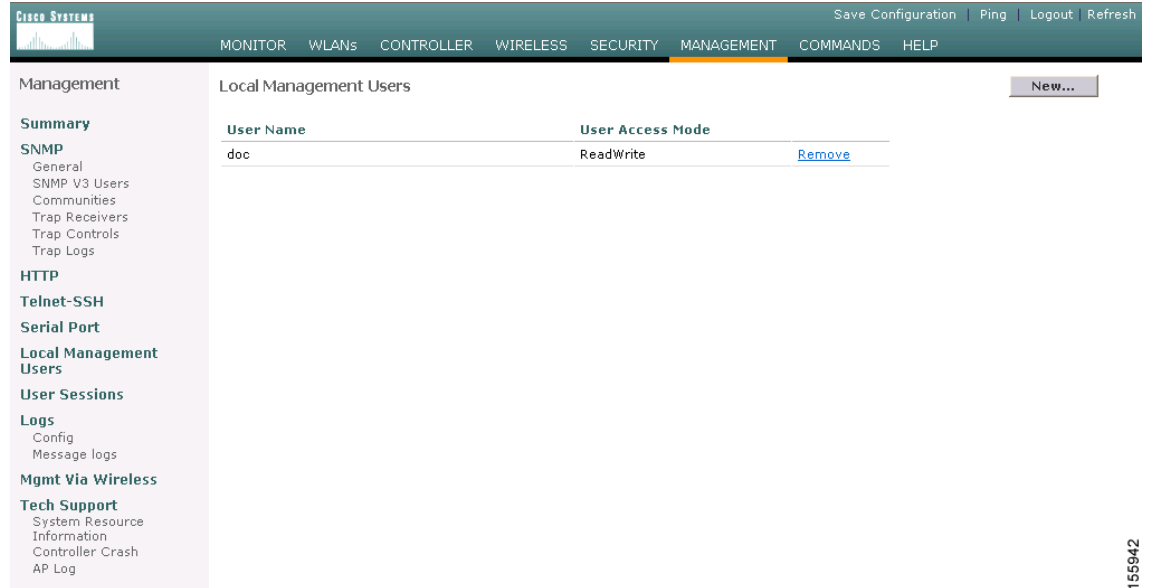 CISCO SYSTEMS
Save Configuration | Ping | Logout | Refresh
MONITOR WLANs CONTROLLER WIRELESS SECURITY MANAGEMENT COMMANDS HELP
Management
Summary
SNMP
General
SNMP V3 Users
Communities
Trap Receivers
Trap Controls
Trap Logs
HTTP
Telnet-SSH
Serial Port
Local Management
Users
User Sessions
Logs
Config
Message logs
Mgmt Via Wireless
Tech Support
System Resource
Information
Controller Crash
AP Log
Local Management Users
New...
User Name User Access Mode
doc ReadWrite Remove
155942